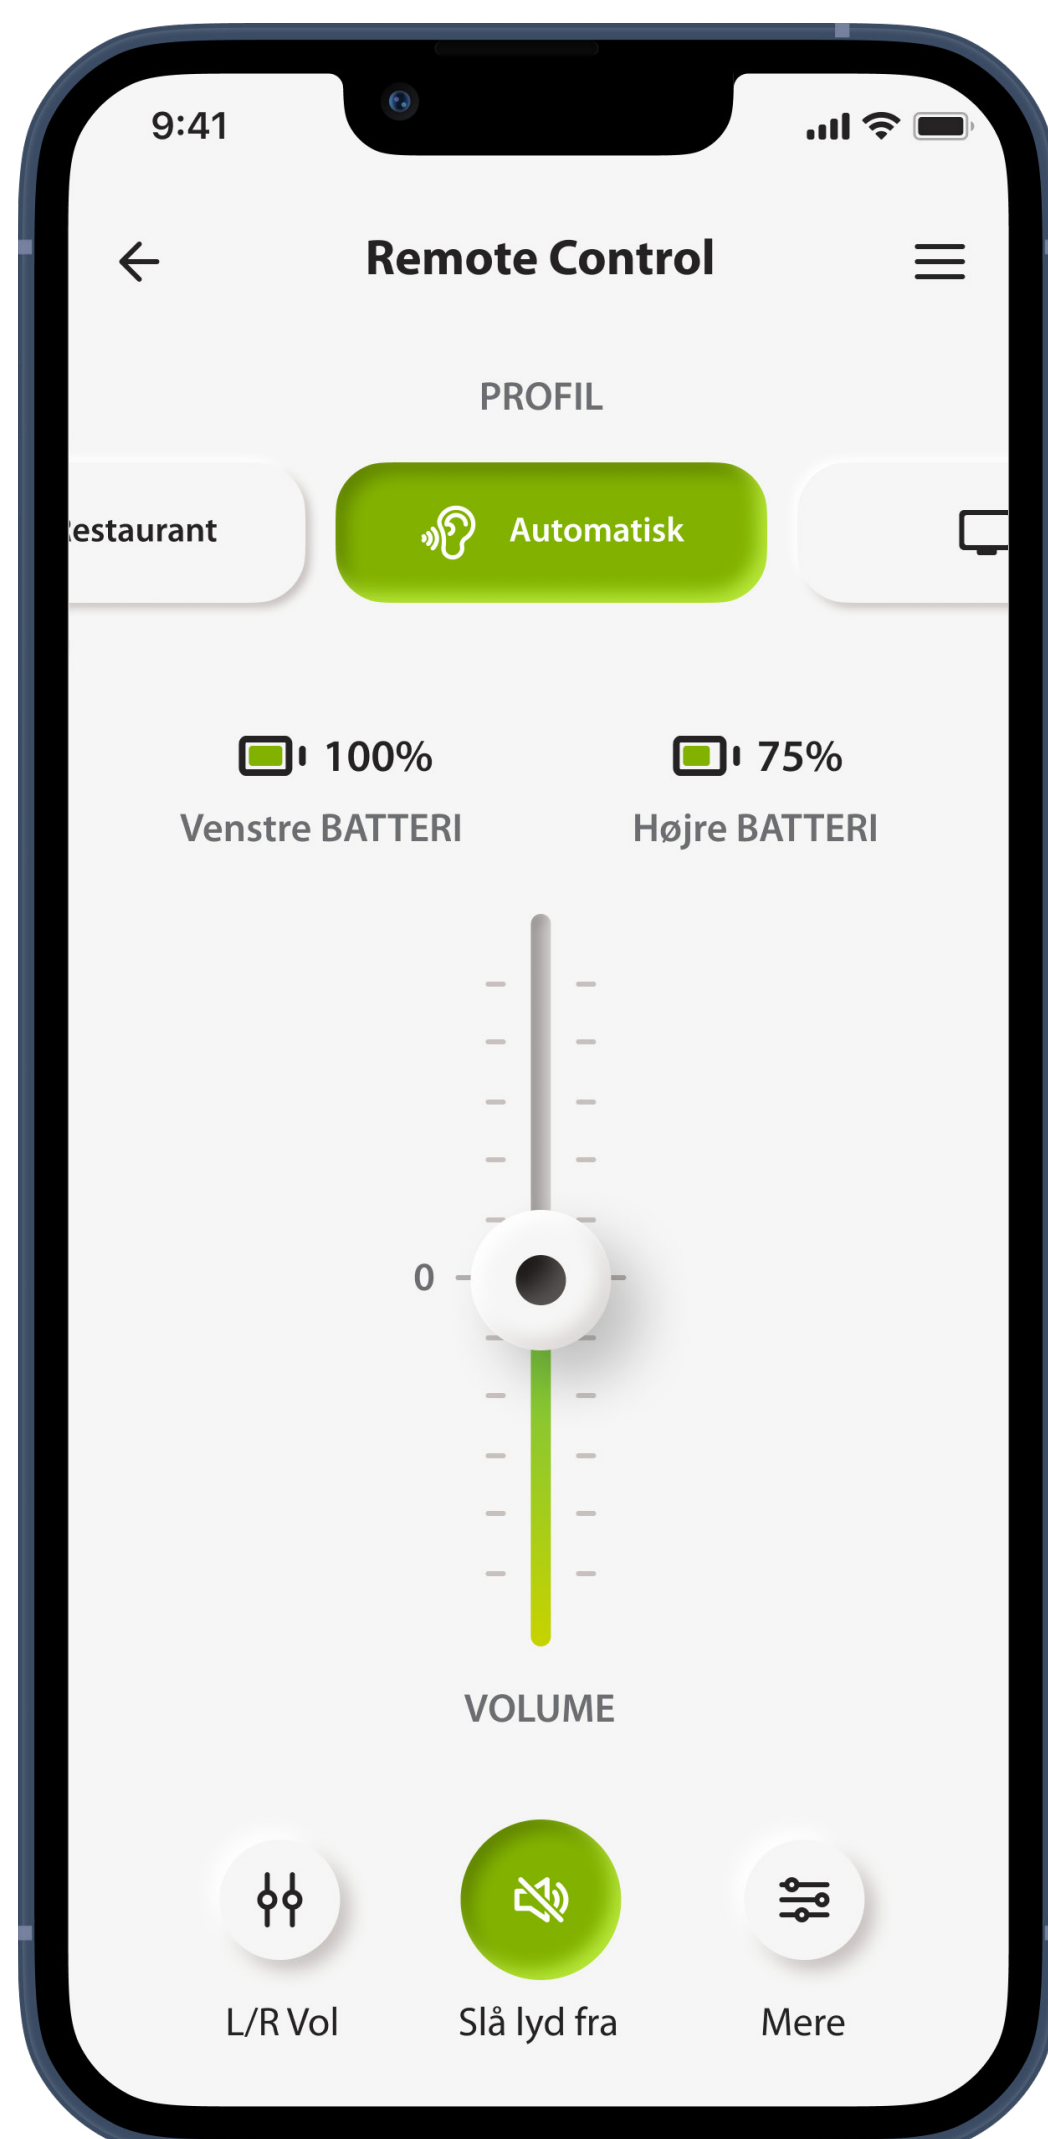 9:41
Remote Control
PROFIL
estaurant
Automatisk
100%
75%
Venstre BATTERI
Højre BATTERI
0
VOLUME
L/R Vol
Slå lyd fra
Mere